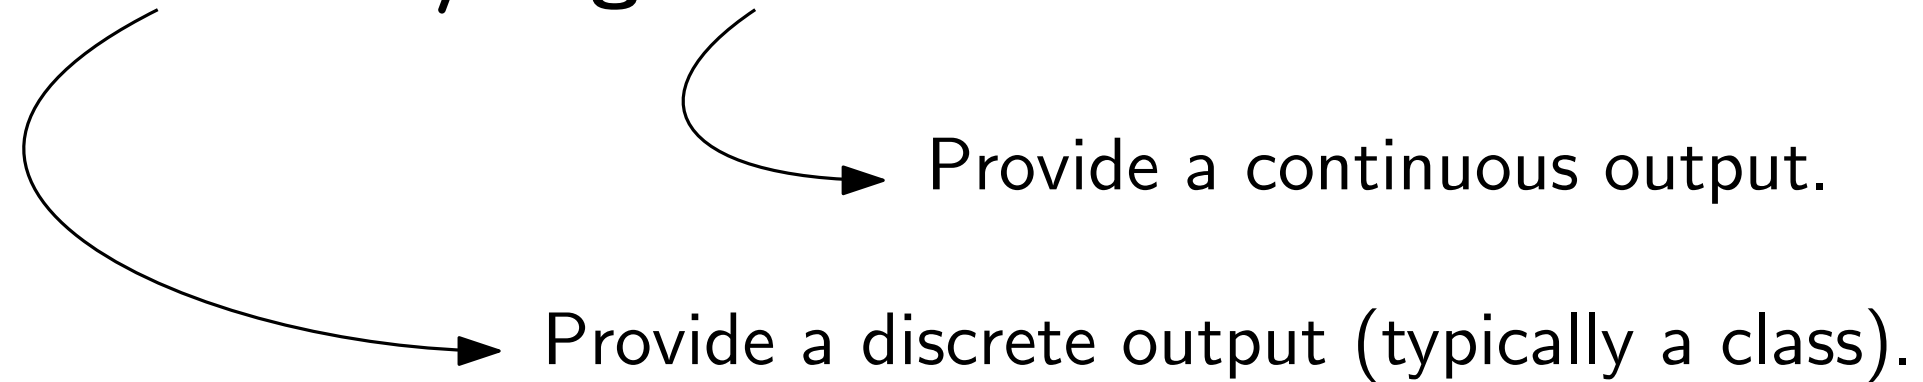 Provide a continuous output.
Provide a discrete output (typically a class).